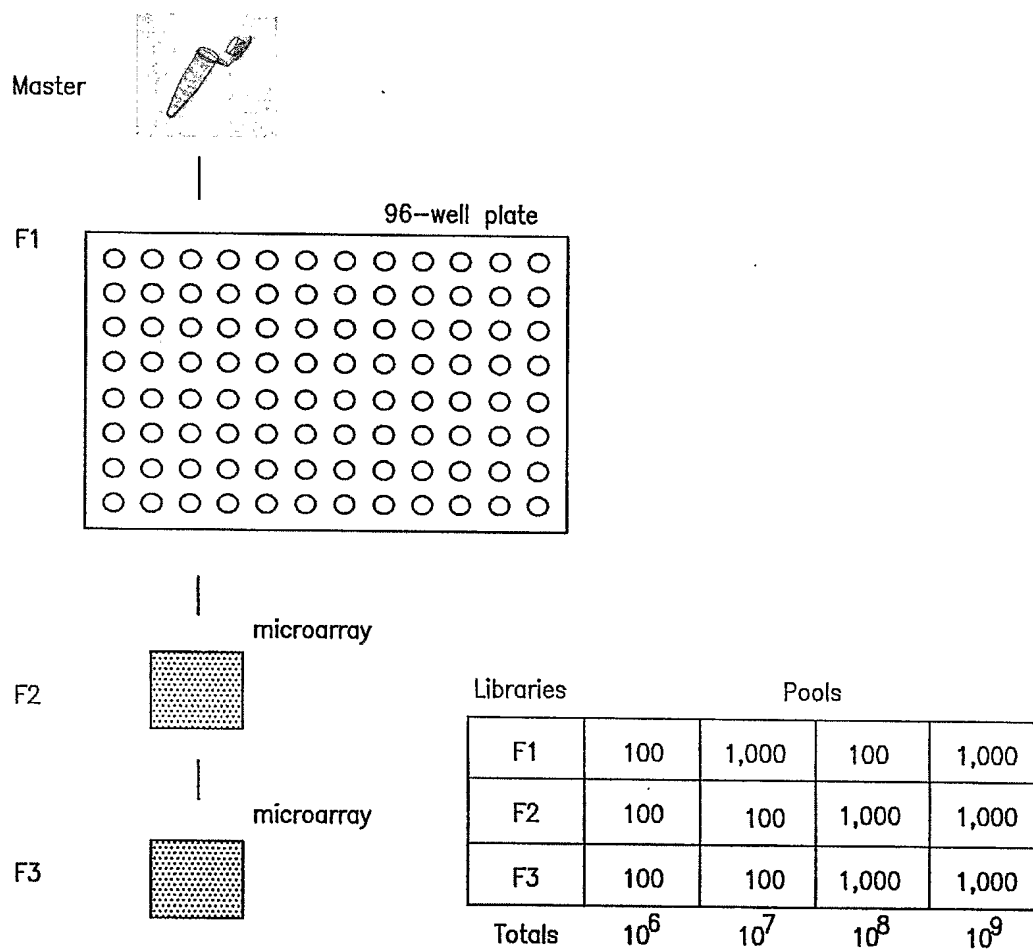 Master
96-well plate
F1
microarray
F2
microarray
F3
Libraries Pools
F1 100 1,000 100 1,000
F2 100 100 1,000 1,000
F3 100 100 1,000 1,000
Totals 10^6 10^7 10^8 10^9